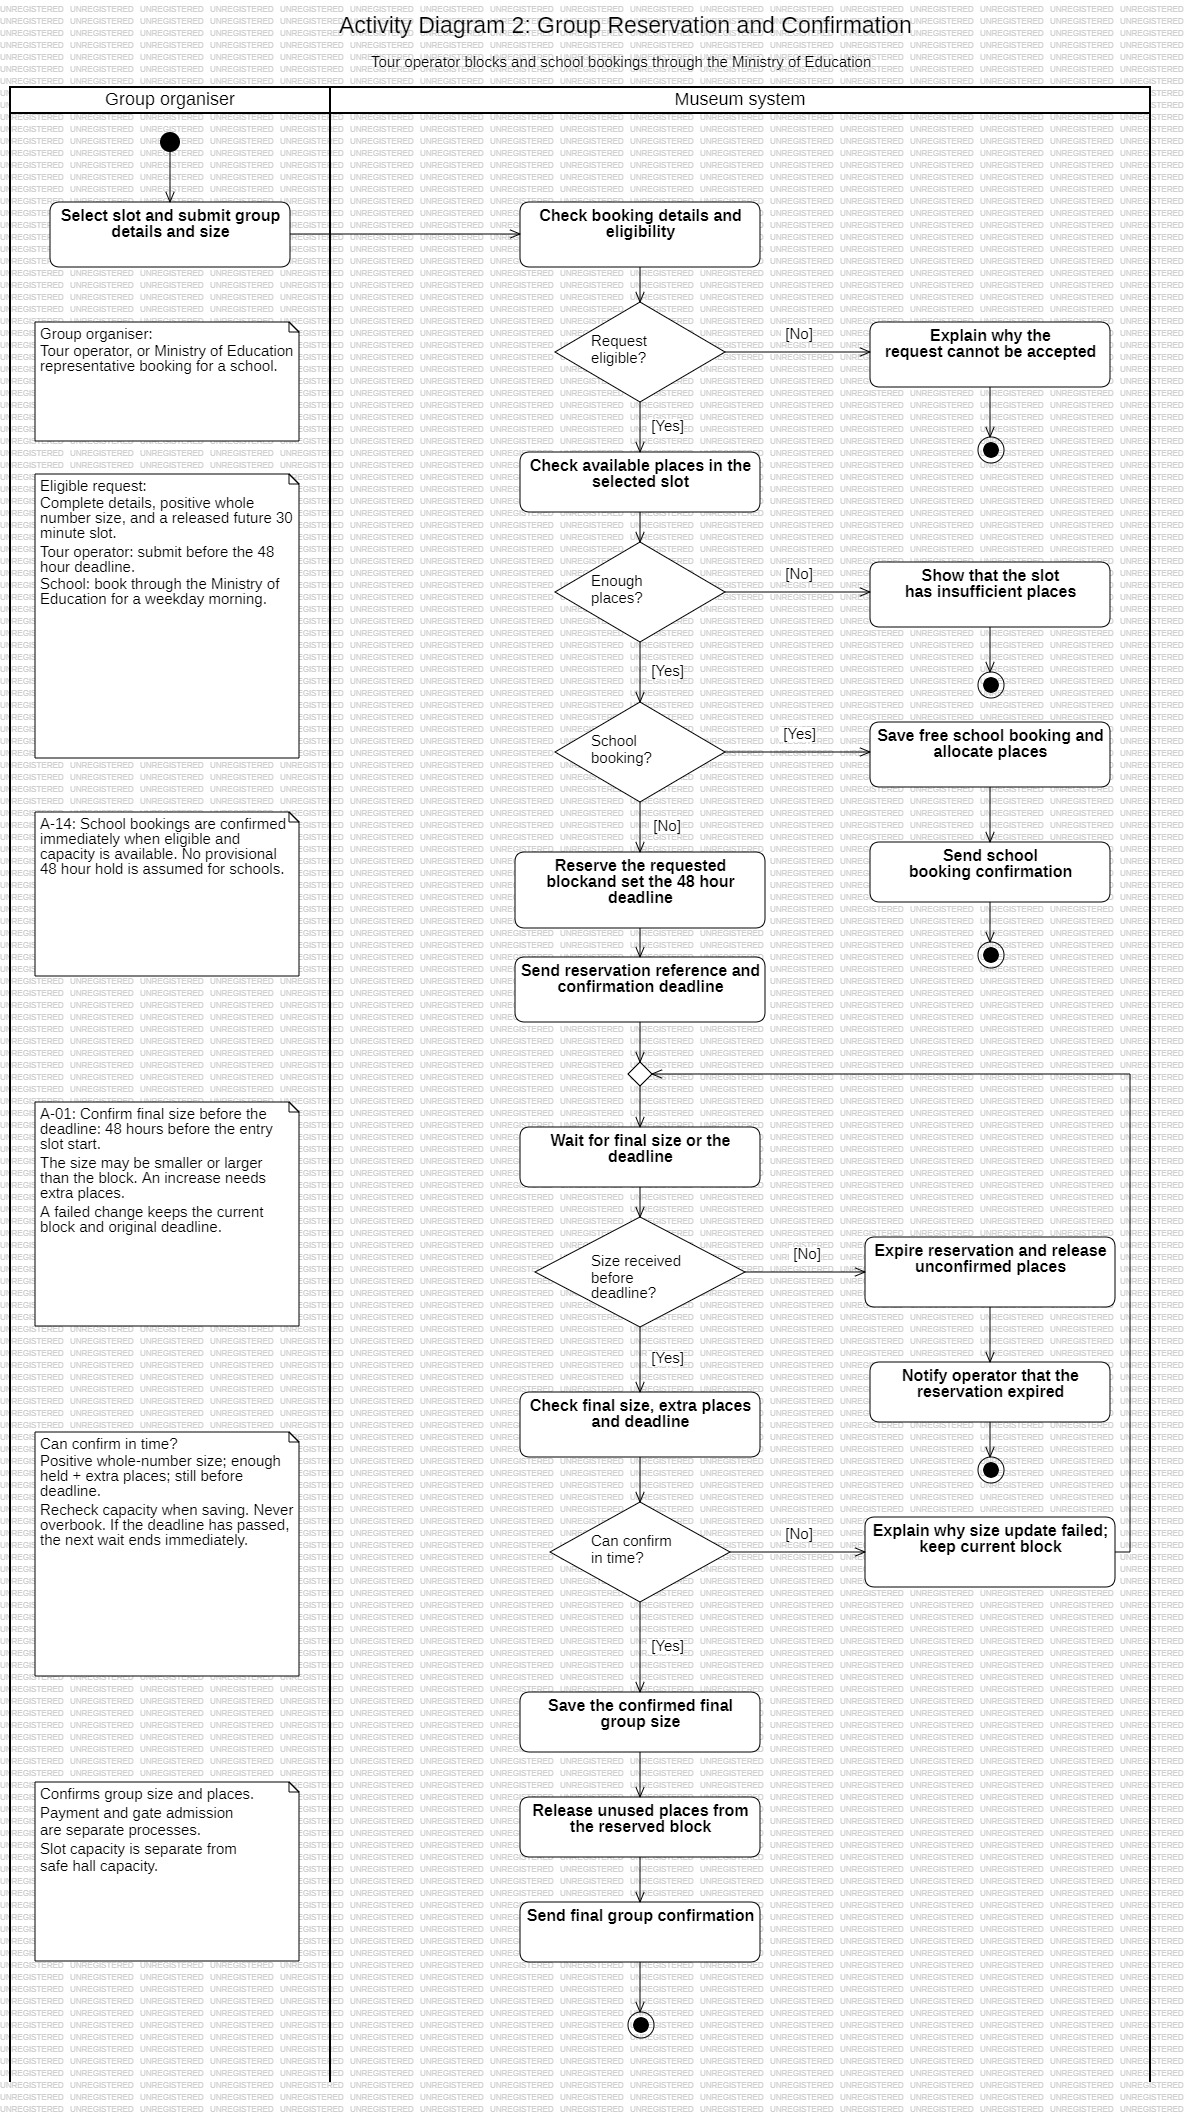 Activity Diagram 2: Group Reservation and Confirmation
Tour operator blocks and school bookings through the Ministry of Education
Group organiser
Museum system
Select slot and submit group
details and size
Check booking details and
eligibility
Group organiser:
Tour operator, or Ministry of Education
representative booking for a school.
Request
eligible?
[No]
Explain why the
request cannot be accepted
[Yes]
Check available places in the
selected slot
Eligible request:
Complete details, positive whole
number size, and a released future 30
minute slot.
Tour operator: submit before the 48
hour deadline.
School: book through the Ministry of
Education for a weekday morning.
Enough
places?
[No]
Show that the slot
has insufficient places
[Yes]
School
booking?
[Yes]
Save free school booking and
allocate places
[No]
A-14: School bookings are confirmed
immediately when eligible and
capacity is available. No provisional
48 hour hold is assumed for schools.
Reserve the requested
blockand set the 48 hour
deadline
Send school
booking confirmation
Send reservation reference and
confirmation deadline
A-01: Confirm final size before the
deadline: 48 hours before the entry
slot start.
The size may be smaller or larger
than the block. An increase needs
extra places.
A failed change keeps the current
block and original deadline.
Wait for final size or the
deadline
Size received
before
deadline?
[No]
Expire reservation and release
unconfirmed places
[Yes]
Notify operator that the
reservation expired
Check final size, extra places
and deadline
Can confirm in time?
Positive whole-number size; enough
held + extra places; still before
deadline.
Recheck capacity when saving. Never
overbook. If the deadline has passed,
the next wait ends immediately.
Can confirm
in time?
[No]
Explain why size update failed;
keep current block
[Yes]
Save the confirmed final
group size
Confirms group size and places.
Payment and gate admission
are separate processes.
Slot capacity is separate from
safe hall capacity.
Release unused places from
the reserved block
Send final group confirmation
UNREGISTERED